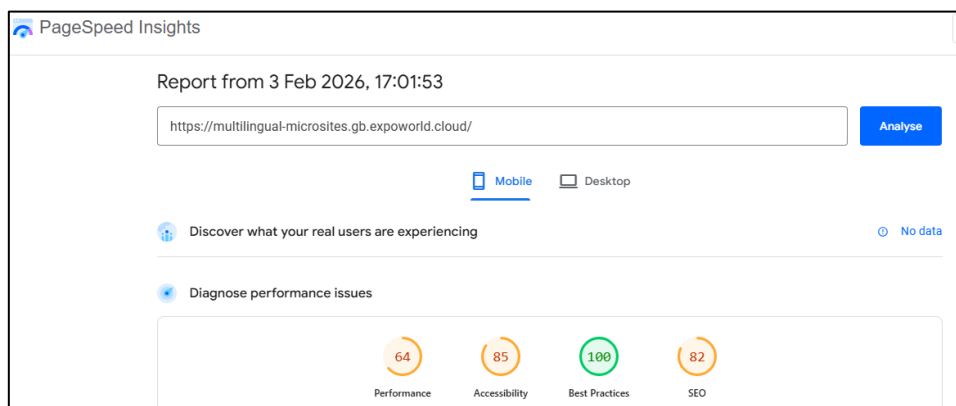 PageSpeed Insights
Report from 3 Feb 2026, 17:01:53
https://multilingual-microsites.gb.expoworld.cloud/
Analyse
Mobile
Desktop
Discover what your real users are experiencing
No data
Diagnose performance issues
64
85
100
82
Performance
Accessibility
Best Practices
SEO